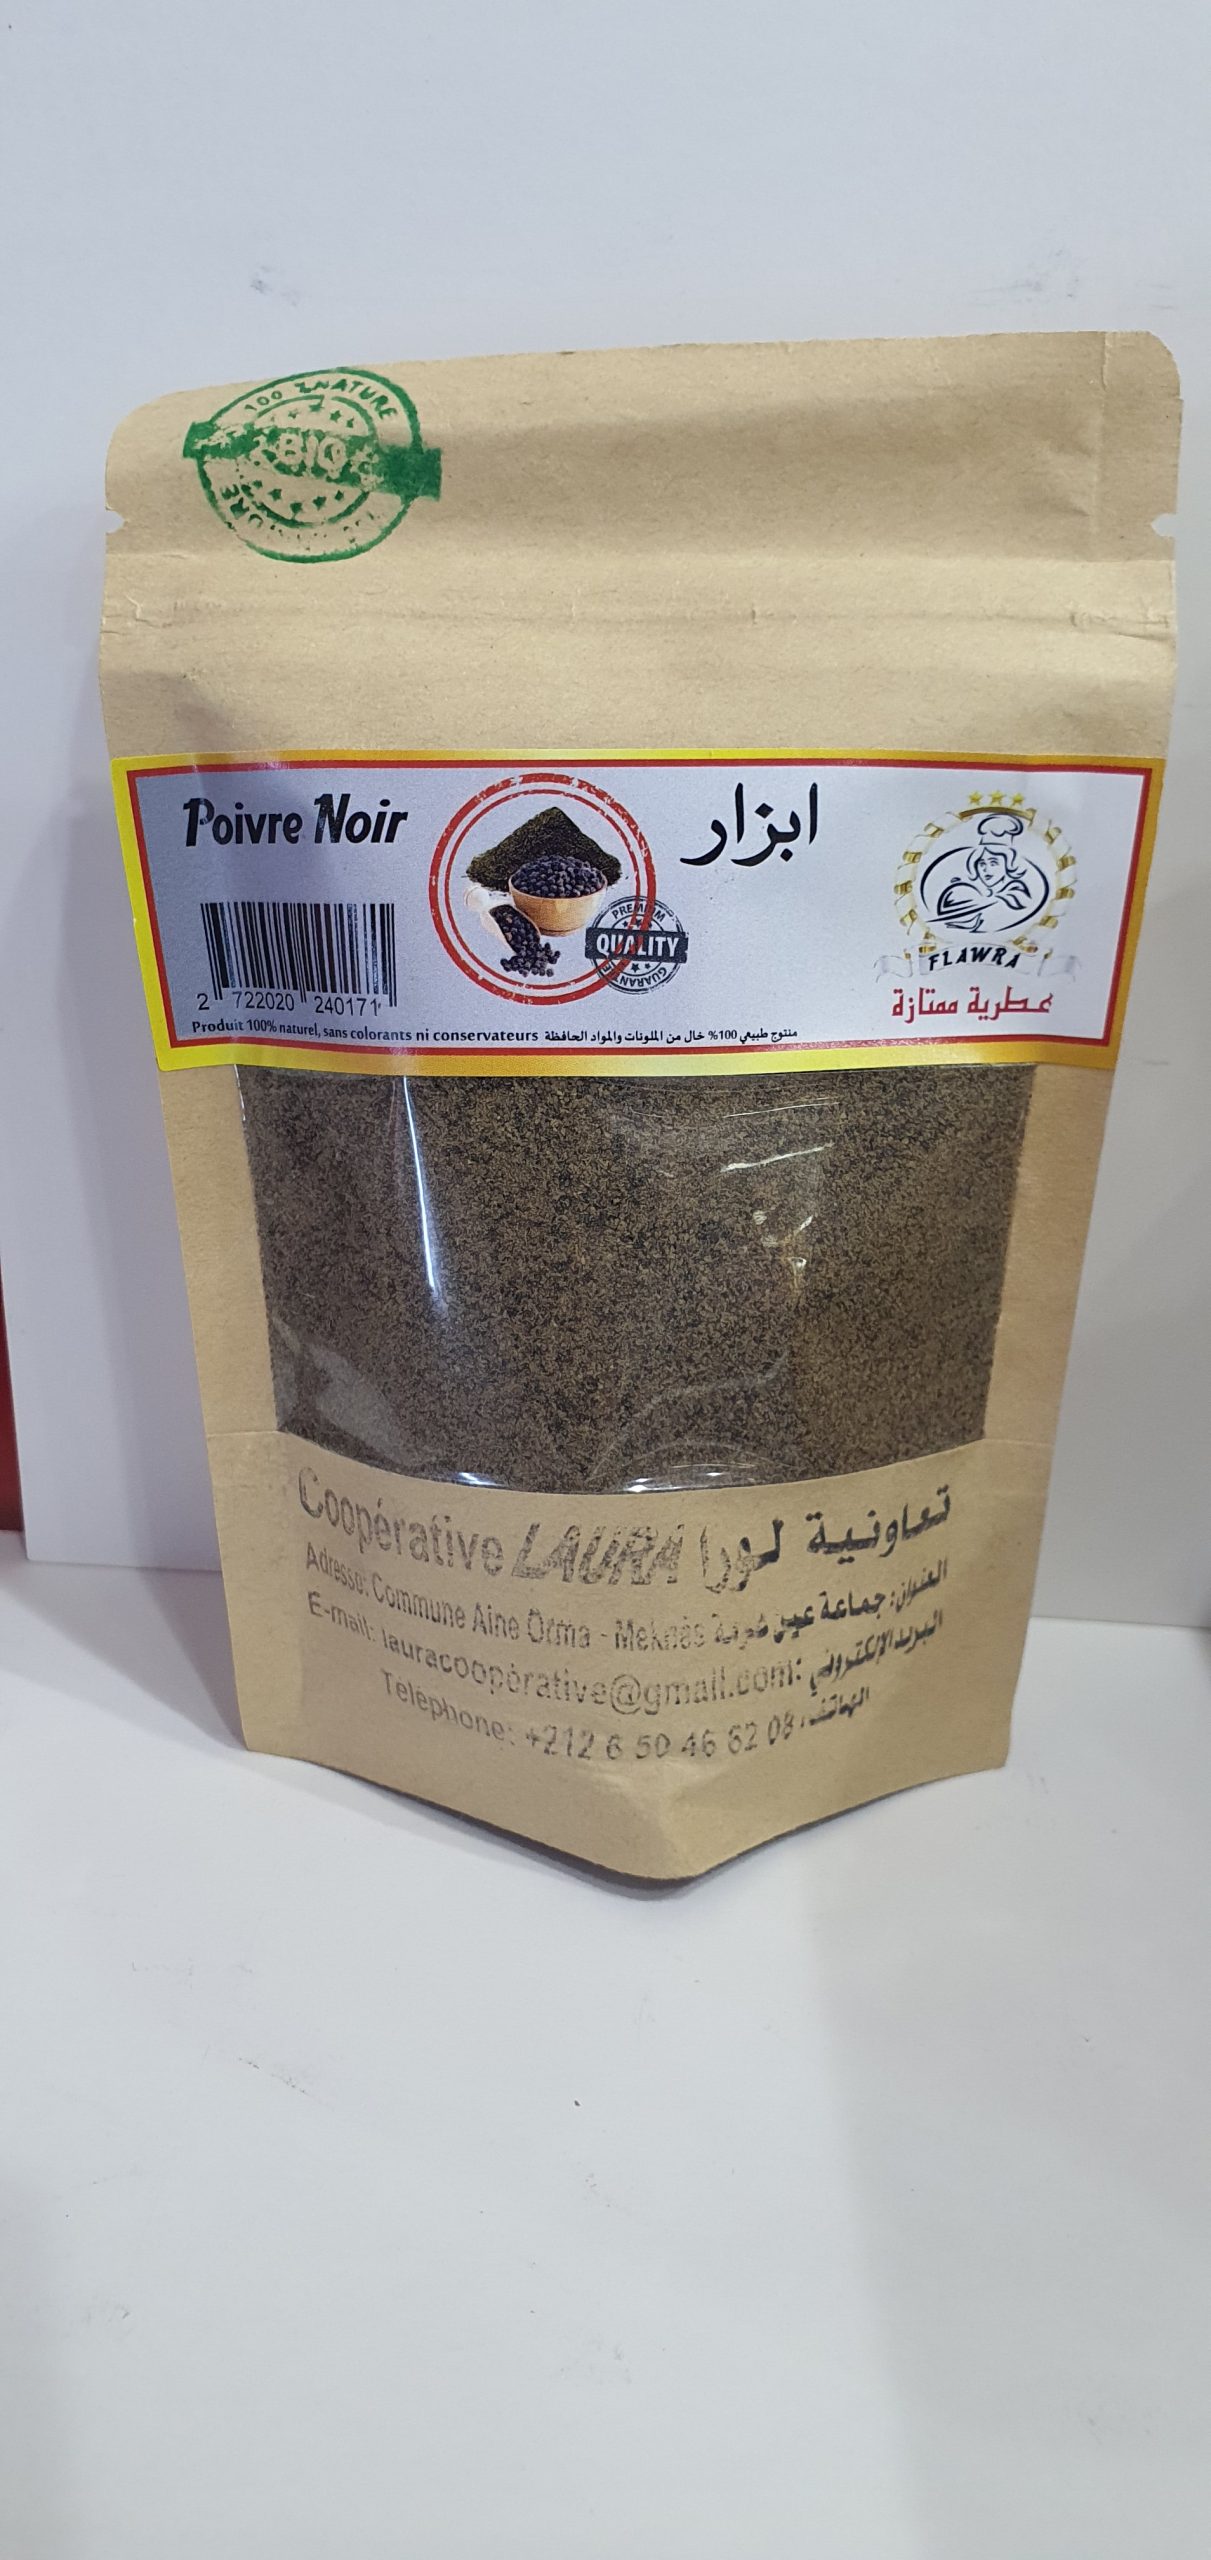 100 %NATURE
BIO
Poivre Noir
ابزار
PREMIUM
QUALITY
GUARANTE
FLAWRA
عطرية ممتازة
2 722020 240171
Produit 100% naturel, sans colorants ni conservateurs منتوج طبيعي 100% خال من الملونات والمواد الحافظة
Coopérative LAURA تعاونية لورا
Adresse: Commune Aine Orma - Meknès العنوان: جماعة عين عرمة
E-mail: lauracoopérative@gmail.com البريد الإلكتروني:
Téléphone: +212 6 50 46 62 08 الهاتف: